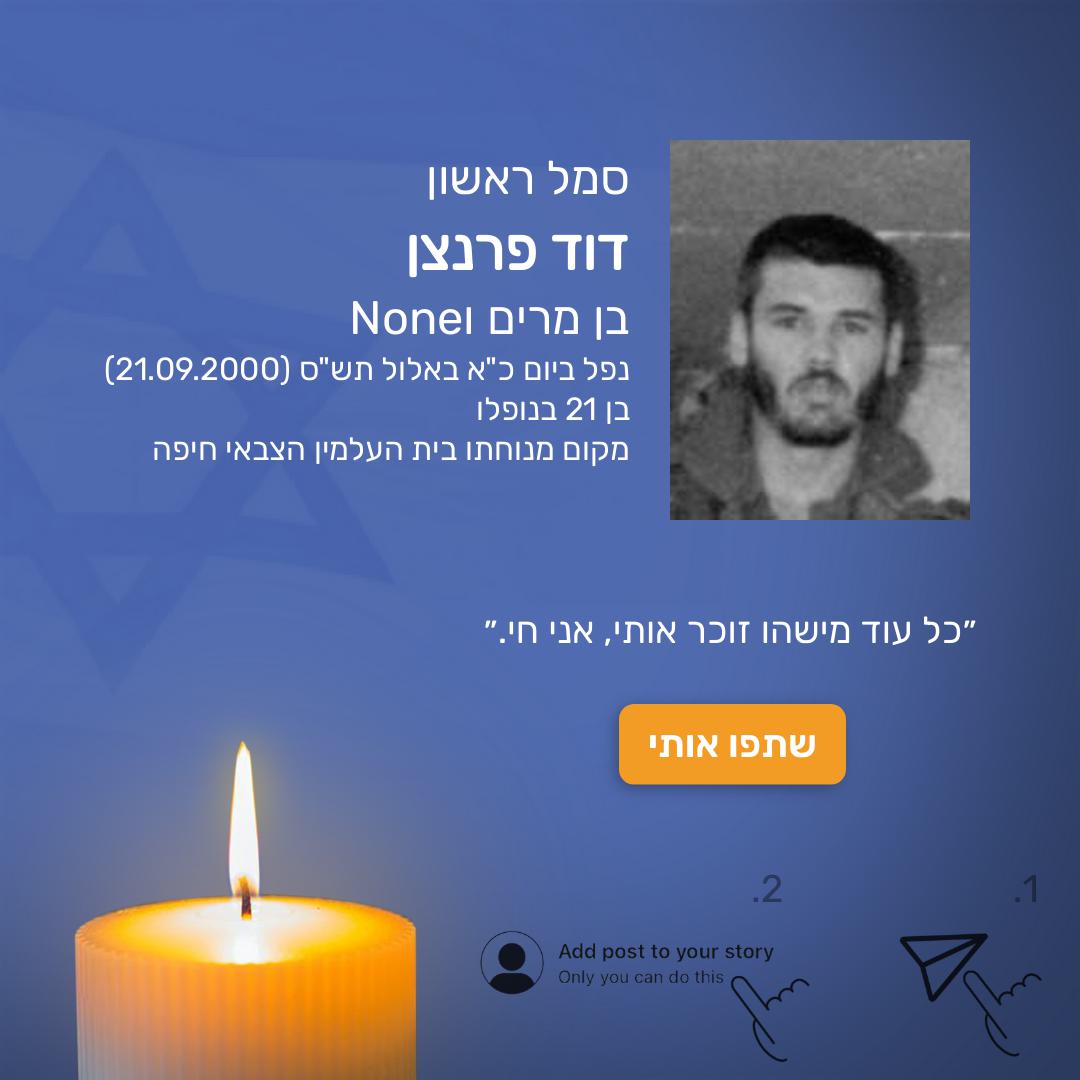 סמל ראשון
דוד פרנצן
בן מרים וNone
נפל ביום כ"א באלול תש"ס (21.09.2000)
בן 21 בנופלו
מקום מנוחתו בית העלמין הצבאי חיפה
״כל עוד מישהו זוכר אותי, אני חי.״
שתפו אותי
1.
2.
Add post to your story
Only you can do this